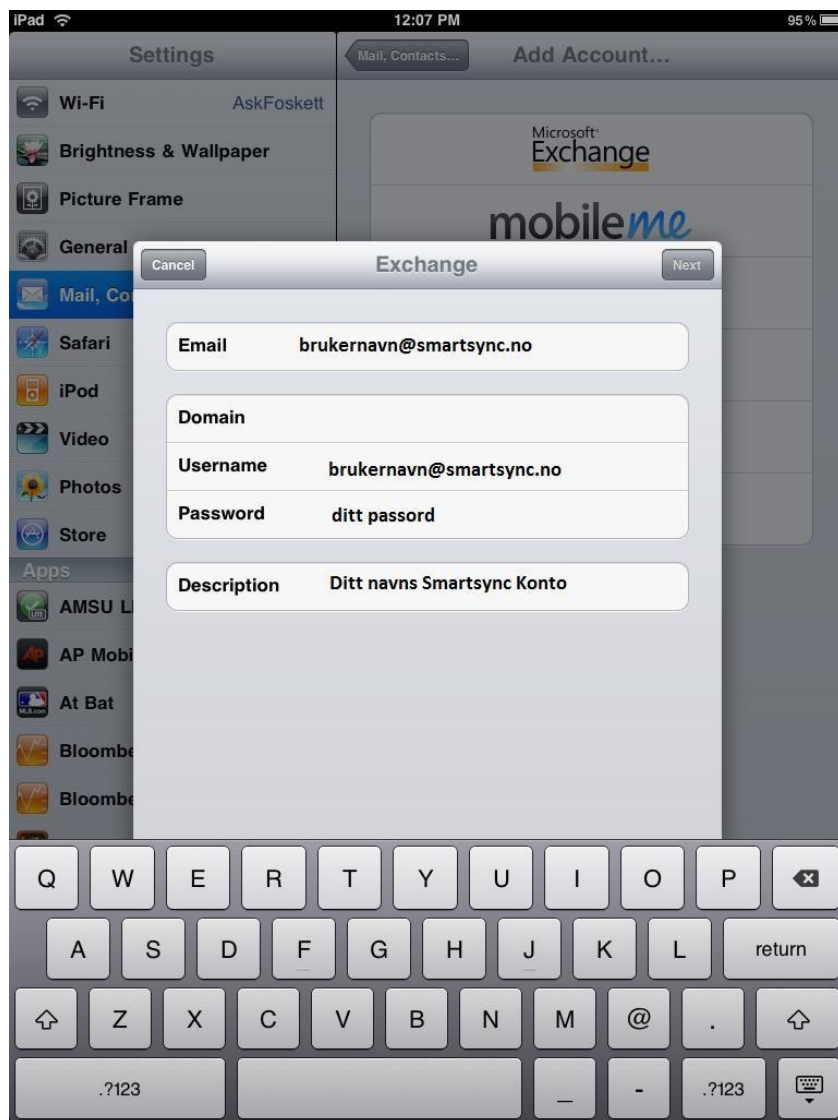 iPad 12:07 PM 95%
Settings
Mail, Contacts... Add Account...
Wi-Fi AskFoskett
Brightness & Wallpaper
Picture Frame
General
Mail, Co
Safari
iPod
Video
Photos
Store
Apps
AMSU L
AP Mobi
At Bat
Bloombe
Bloombe
Microsoft
Exchange
mobileme
Cancel Exchange Next
Email brukernavn@smartsync.no
Domain
Username brukernavn@smartsync.no
Password ditt passord
Description Ditt navns Smartsync Konto
Q W E R T Y U I O P
A S D F G H J K L return
Z X C V B N M @ .
.?123 _ - .?123